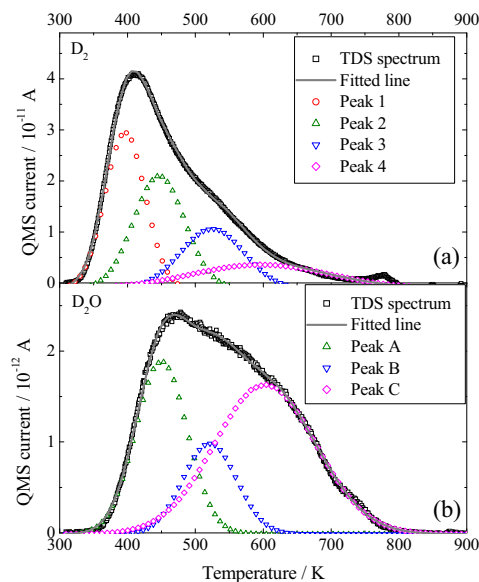 300 400 500 600 700 800 900
D₂
TDS spectrum
Fitted line
Peak 1
Peak 2
Peak 3
Peak 4
QMS current / 10⁻¹¹ A
4
3
2
1
0
(a)
D₂O
TDS spectrum
Fitted line
Peak A
Peak B
Peak C
QMS current / 10⁻¹² A
2
1
0
(b)
300 400 500 600 700 800 900
Temperature / K